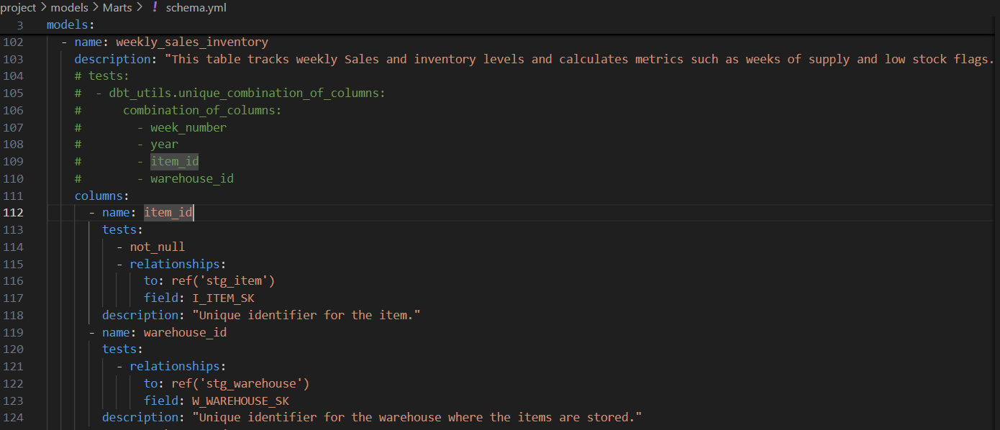 project > models > Marts > ! schema.yml
3 models:
102 - name: weekly_sales_inventory
103 description: "This table tracks weekly Sales and inventory levels and calculates metrics such as weeks of supply and low stock flags.
104 # tests:
105 #  - dbt_utils.unique_combination_of_columns:
106 #      combination_of_columns:
107 #        - week_number
108 #        - year
109 #        - item_id
110 #        - warehouse_id
111 columns:
112 - name: item_id
113 tests:
114 - not_null
115 - relationships:
116 to: ref('stg_item')
117 field: I_ITEM_SK
118 description: "Unique identifier for the item."
119 - name: warehouse_id
120 tests:
121 - relationships:
122 to: ref('stg_warehouse')
123 field: W_WAREHOUSE_SK
124 description: "Unique identifier for the warehouse where the items are stored."